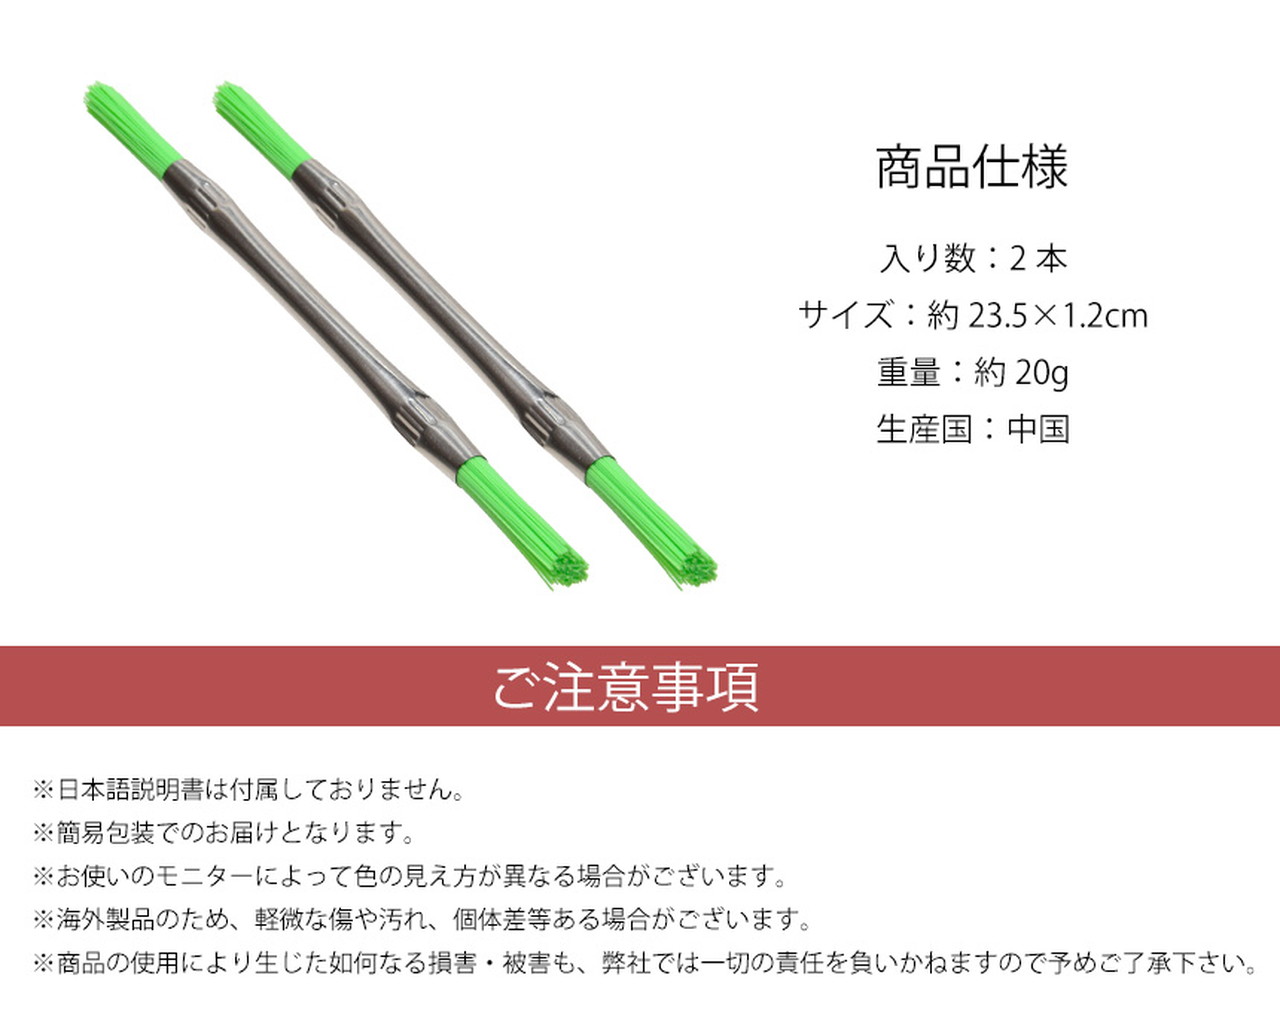 商品仕様
入り数：2 本
サイズ：約 23.5×1.2cm
重量：約 20g
生産国：中国
ご注意事項
※日本語説明書は付属しておりません。
※簡易包装でのお届けとなります。
※お使いのモニターによって色の見え方が異なる場合がございます。
※海外製品のため、軽微な傷や汚れ、個体差等ある場合がございます。
※商品の使用により生じた如何なる損害・被害も、弊社では一切の責任を負いかねますので予めご了承下さい。